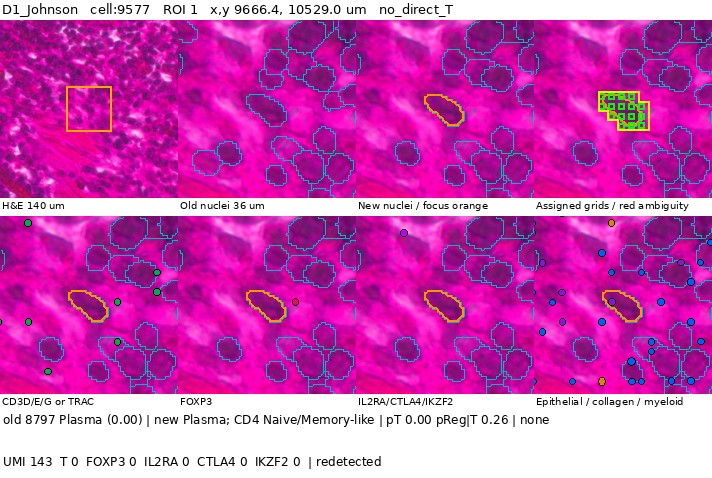 D1_Johnson cell:9577 ROI 1 x,y 9666.4, 10529.0 um no_direct_T
H&E 140 um
Old nuclei 36 um
New nuclei / focus orange
Assigned grids / red ambiguity
CD3D/E/G or TRAC
FOXP3
IL2RA/CTLA4/IKZF2
Epithelial / collagen / myeloid
old 8797 Plasma (0.00) | new Plasma; CD4 Naive/Memory-like | pT 0.00 pReg|T 0.26 | none
UMI 143 T 0 FOXP3 0 IL2RA 0 CTLA4 0 IKZF2 0 | redetected